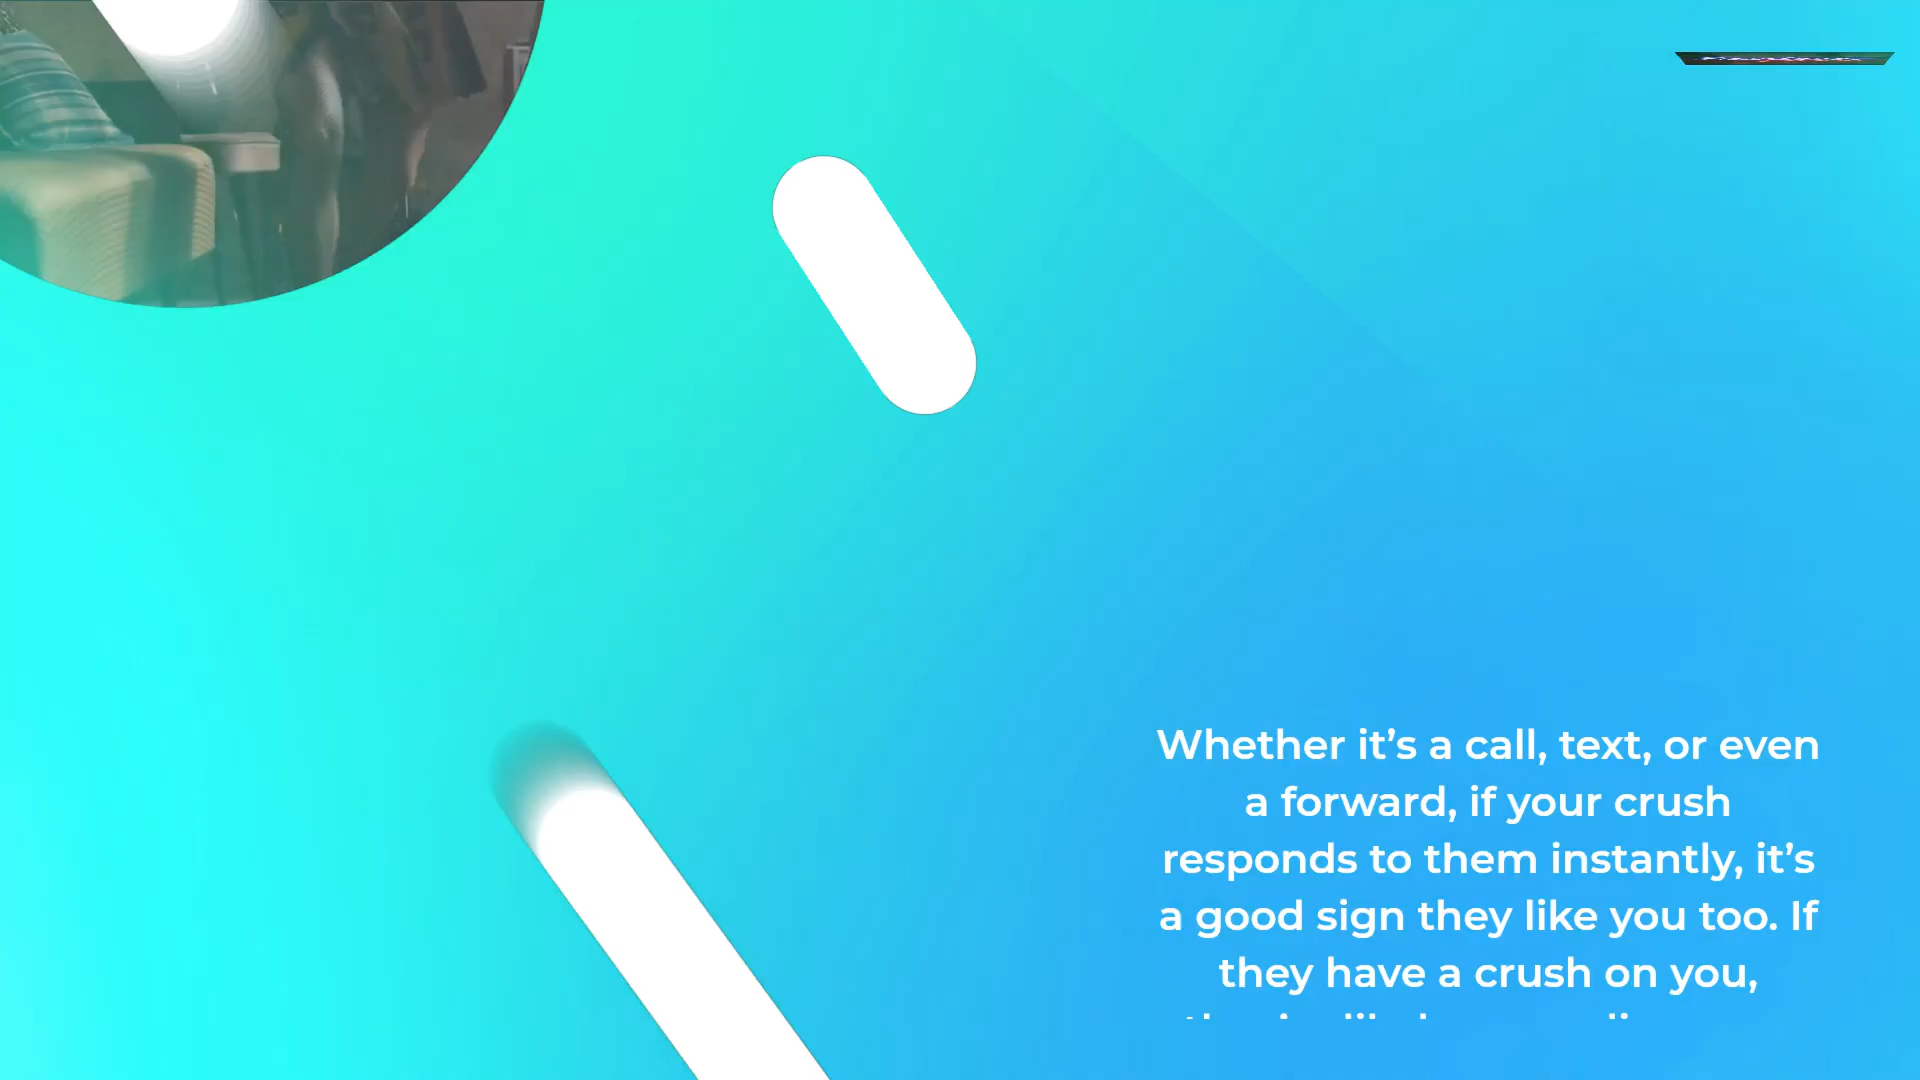 Whether it’s a call, text, or even
a forward, if your crush
responds to them instantly, it’s
a good sign they like you too. If
they have a crush on you,